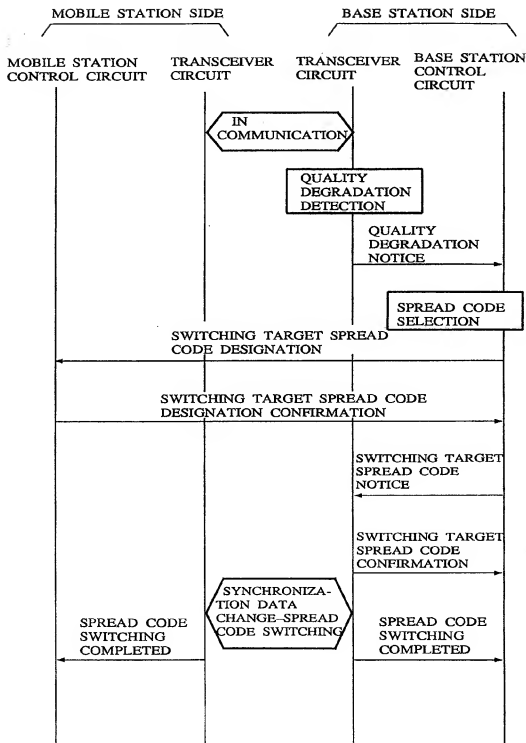 MOBILE STATION SIDE
BASE STATION SIDE
MOBILE STATION
CONTROL CIRCUIT
TRANSCEIVER
CIRCUIT
TRANSCEIVER
CIRCUIT
BASE STATION
CONTROL
CIRCUIT
IN
COMMUNICATION
QUALITY
DEGRADATION
DETECTION
QUALITY
DEGRADATION
NOTICE
SPREAD CODE
SELECTION
SWITCHING TARGET SPREAD
CODE DESIGNATION
SWITCHING TARGET SPREAD CODE
DESIGNATION CONFIRMATION
SWITCHING TARGET
SPREAD CODE
NOTICE
SWITCHING TARGET
SPREAD CODE
CONFIRMATION
SYNCHRONIZA-
TION DATA
CHANGE–SPREAD
CODE SWITCHING
SPREAD CODE
SWITCHING
COMPLETED
SPREAD CODE
SWITCHING
COMPLETED